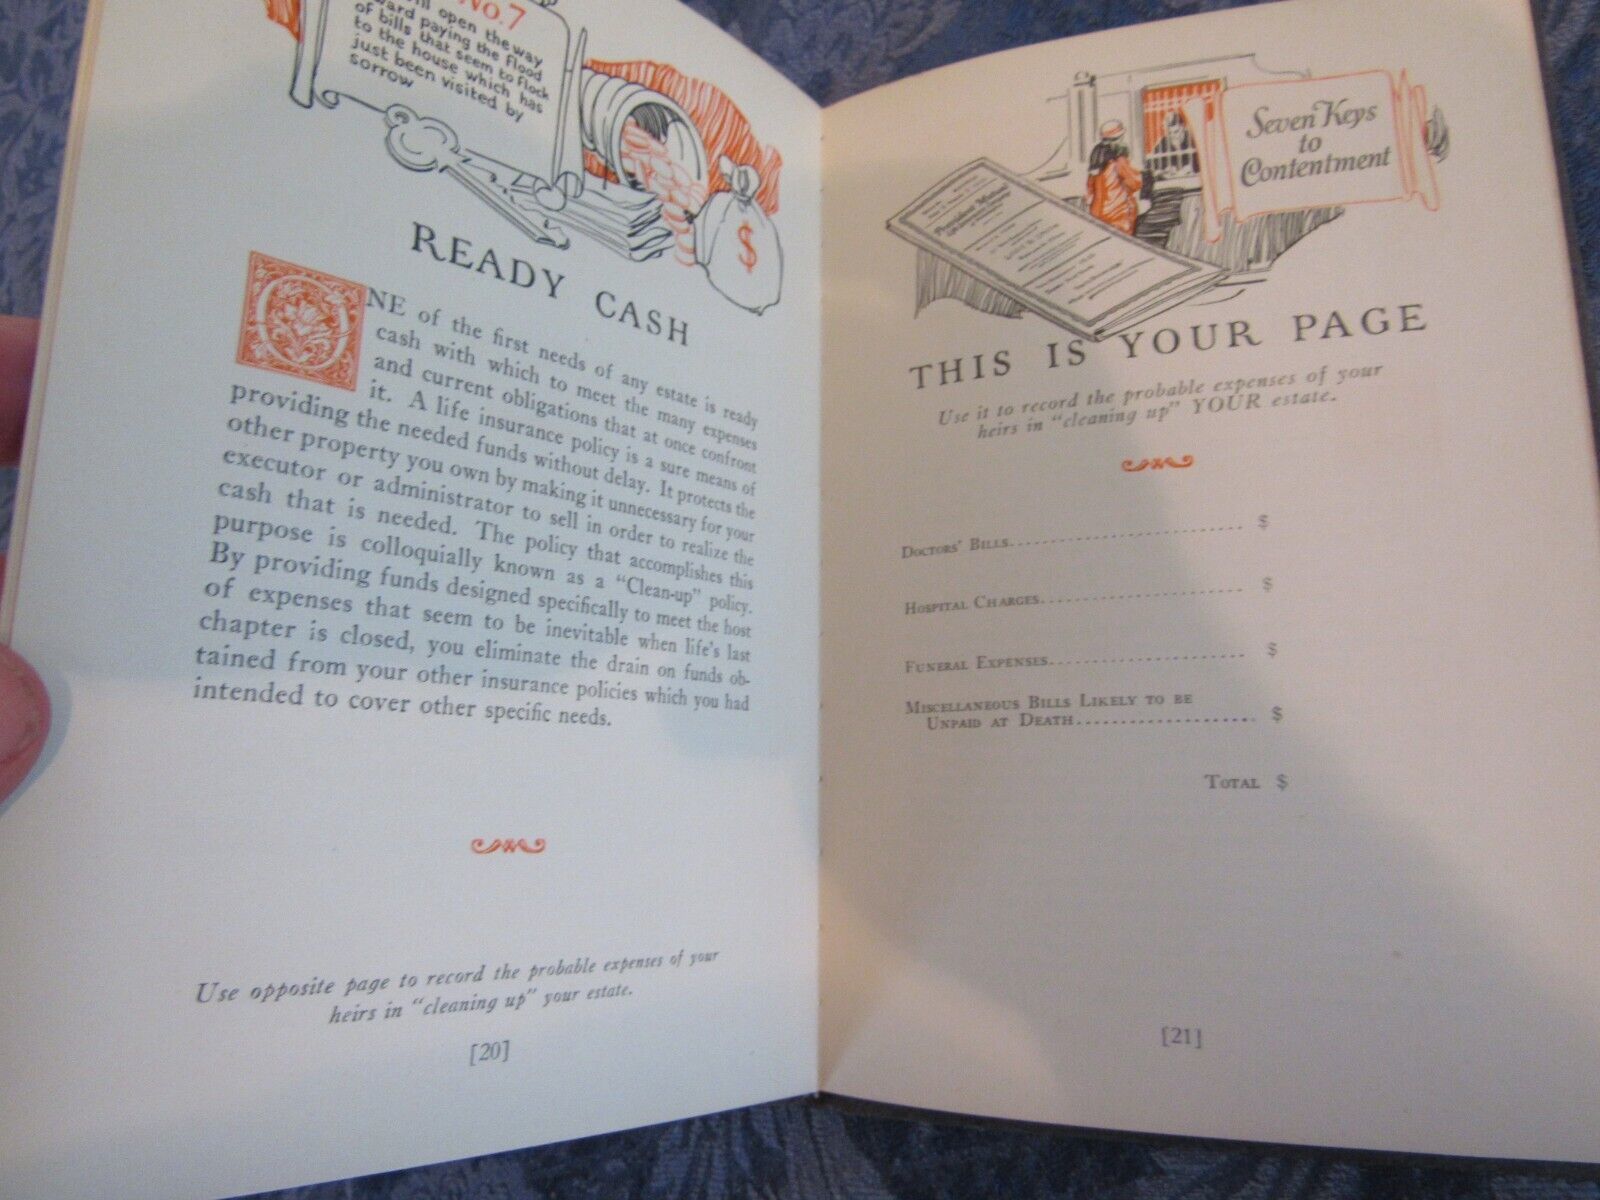 No. 7
will open the way
toward paying the flood
of bills that seem to flock
to the house which has
just been visited by
sorrow
$
READY CASH
ONE of the first needs of any estate is ready
cash with which to meet the many expenses
and current obligations that at once confront
it. A life insurance policy is a sure means of
providing the needed funds without delay. It protects the
other property you own by making it unnecessary for your
executor or administrator to sell in order to realize the
cash that is needed. The policy that accomplishes this
purpose is colloquially known as a "Clean-up" policy.
By providing funds designed specifically to meet the host
of expenses that seem to be inevitable when life's last
chapter is closed, you eliminate the drain on funds ob-
tained from your other insurance policies which you had
intended to cover other specific needs.
Use opposite page to record the probable expenses of your
heirs in "cleaning up" your estate.
[20]
Seven Keys
to
Contentment
Provident Mutual
THIS IS YOUR PAGE
Use it to record the probable expenses of your
heirs in "cleaning up" YOUR estate.
Doctors' Bills........................ $
Hospital Charges........................ $
Funeral Expenses........................ $
Miscellaneous Bills Likely to be
Unpaid at Death........................ $
Total $
[21]